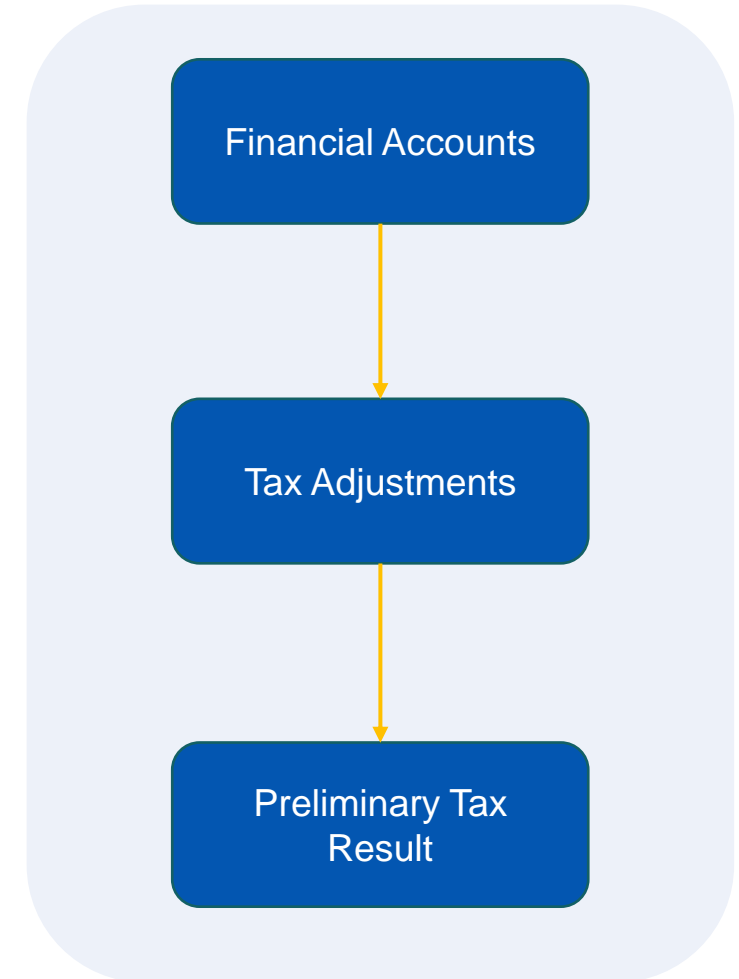 Financial Accounts
Tax Adjustments
Preliminary Tax
Result